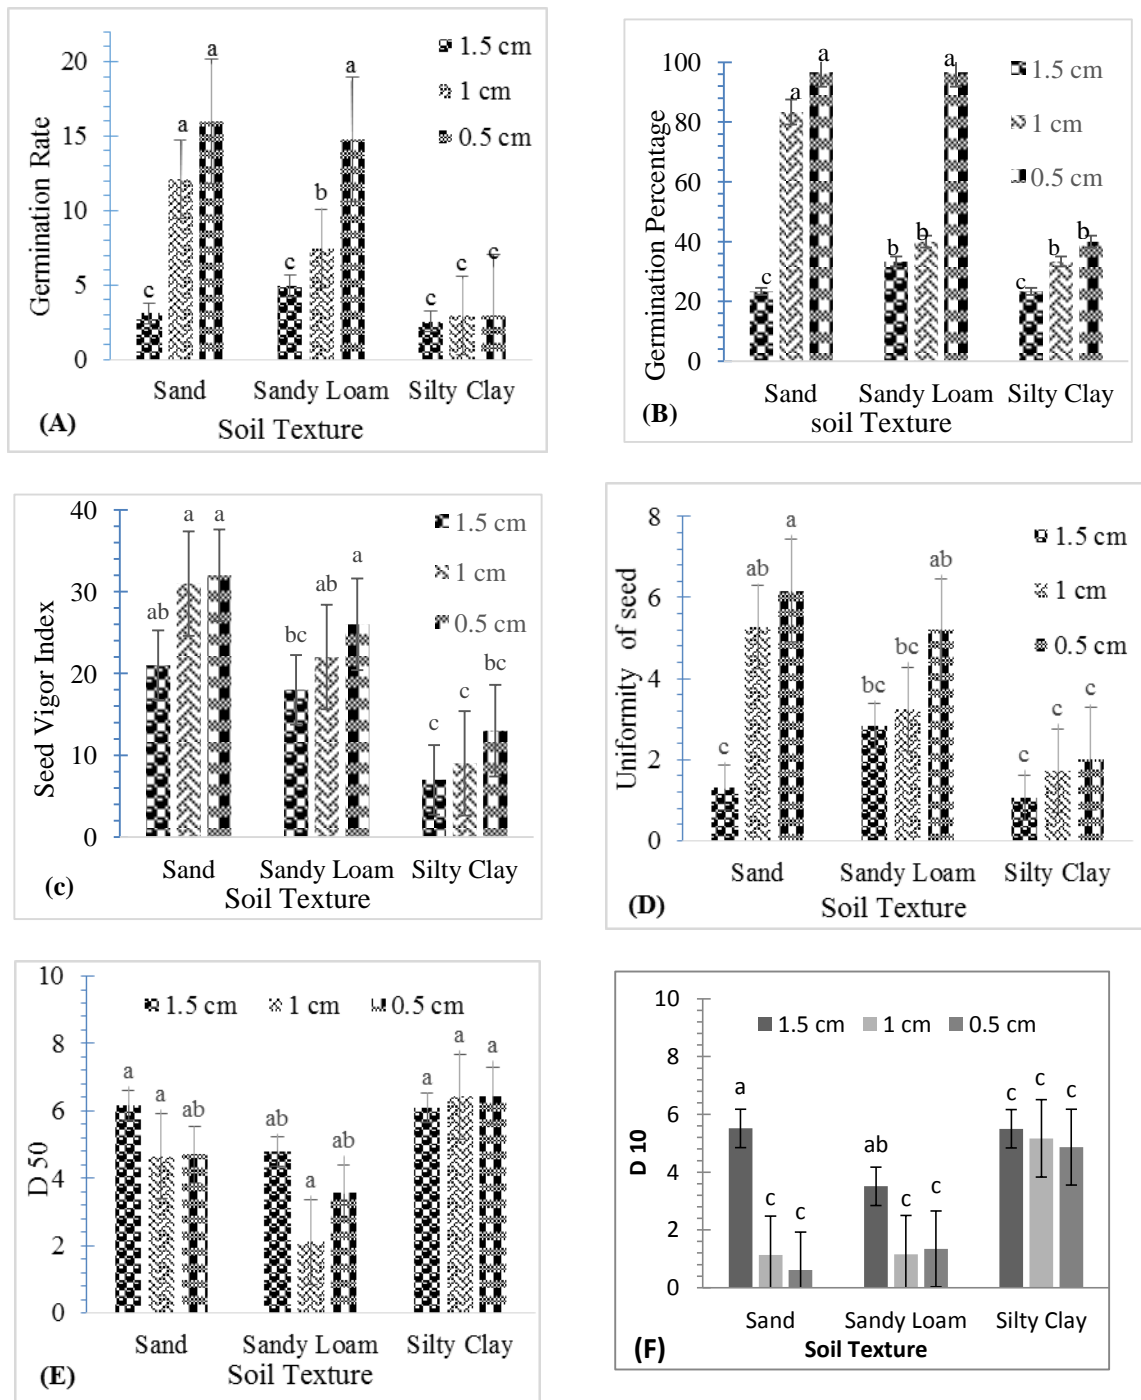 20
15
10
5
0
Germination Rate
a
a
c
a
b
c
c
c
c
1.5 cm
1 cm
0.5 cm
Sand Sandy Loam Silty Clay
(A) Soil Texture
100
80
60
40
20
0
Germination Percentage
a
a
c
a
b
b
c
b
b
1.5 cm
1 cm
0.5 cm
Sand Sandy Loam Silty Clay
(B) soil Texture
40
30
20
10
0
Seed Vigor Index
ab
a
a
bc
ab
a
c
c
bc
1.5 cm
1 cm
0.5 cm
Sand Sandy Loam Silty Clay
(c) Soil Texture
8
6
4
2
0
Uniformity of seed
c
ab
a
bc
bc
ab
c
c
c
1.5 cm
1 cm
0.5 cm
Sand Sandy Loam Silty Clay
(D) Soil Texture
10
8
6
4
2
0
D 50
1.5 cm 1 cm 0.5 cm
a
a
ab
ab
a
ab
a
a
a
Sand Sandy Loam Silty Clay
(E) Soil Texture
10
8
6
4
2
0
D 10
1.5 cm 1 cm 0.5 cm
a
c
c
ab
c
c
c
c
c
Sand Sandy Loam Silty Clay
(F) Soil Texture